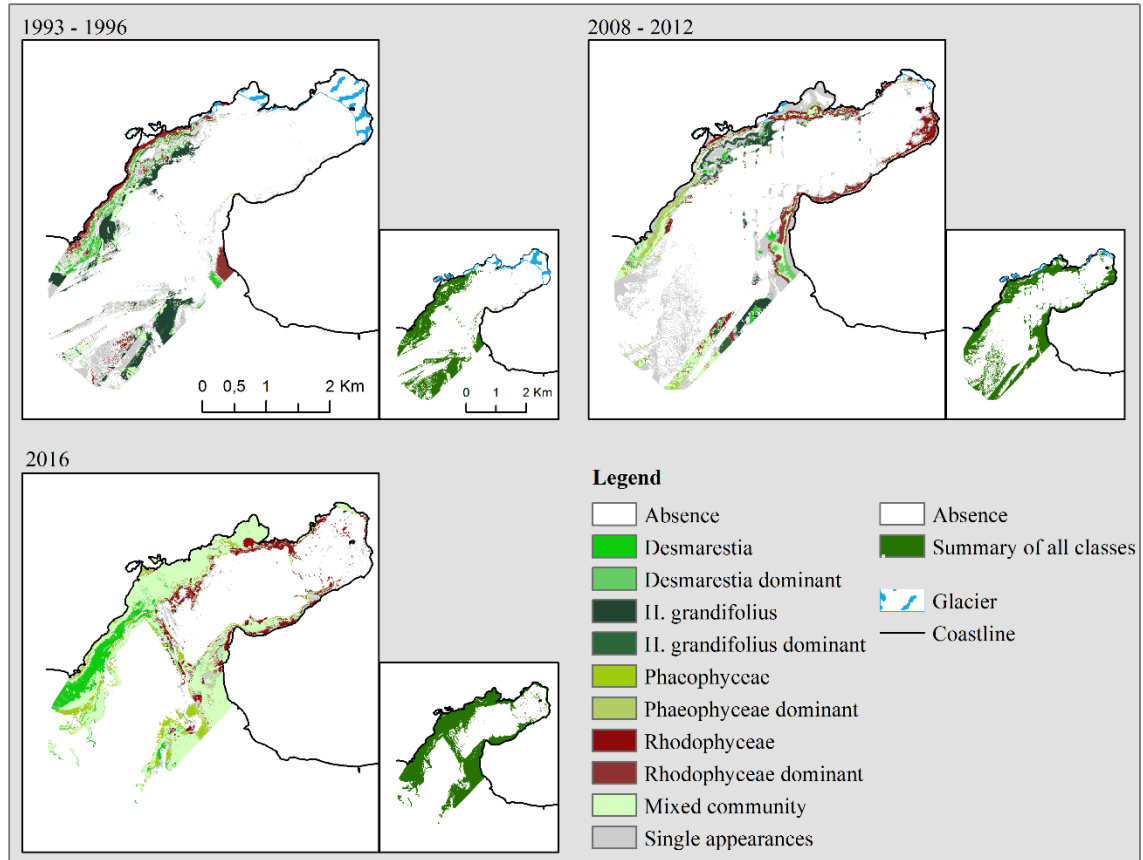 1993 - 1996
2008 - 2012
0 0,5 1 2 Km
0 1 2 Km
2016
Legend
Absence
Desmarestia
Desmarestia dominant
H. grandifolius
H. grandifolius dominant
Phaeophyceae
Phaeophyceae dominant
Rhodophyceae
Rhodophyceae dominant
Mixed community
Single appearances
Absence
Summary of all classes
Glacier
Coastline